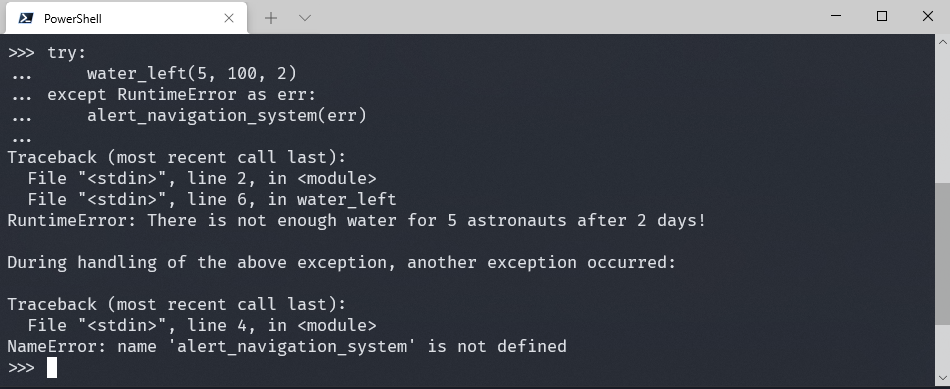 PowerShell
>>> try:
...     water_left(5, 100, 2)
... except RuntimeError as err:
...     alert_navigation_system(err)
...
Traceback (most recent call last):
  File "<stdin>", line 2, in <module>
  File "<stdin>", line 6, in water_left
RuntimeError: There is not enough water for 5 astronauts after 2 days!

During handling of the above exception, another exception occurred:

Traceback (most recent call last):
  File "<stdin>", line 4, in <module>
NameError: name 'alert_navigation_system' is not defined
>>>